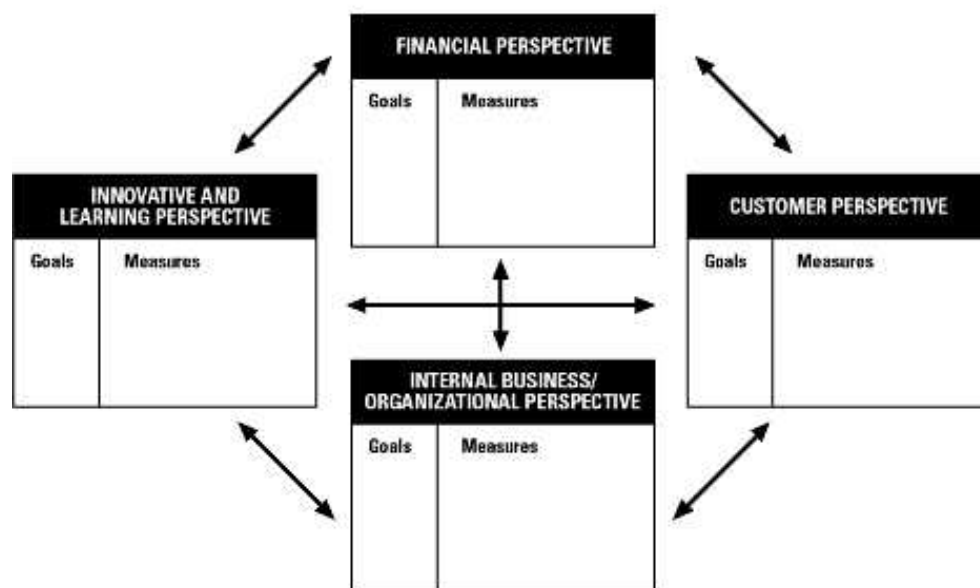 FINANCIAL PERSPECTIVE
Goals Measures
INNOVATIVE AND
LEARNING PERSPECTIVE
Goals Measures
CUSTOMER PERSPECTIVE
Goals Measures
INTERNAL BUSINESS/
ORGANIZATIONAL PERSPECTIVE
Goals Measures